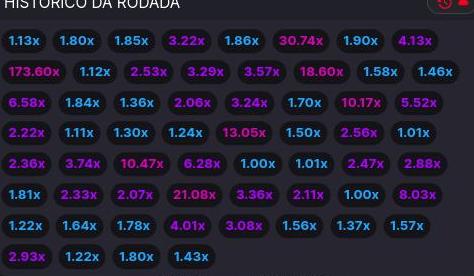 HISTÓRICO DA RODADA
1.13x 1.80x 1.85x 3.22x 1.86x 30.74x 1.90x 4.13x
173.60x 1.12x 2.53x 3.29x 3.57x 18.60x 1.58x 1.46x
6.58x 1.84x 1.36x 2.06x 3.24x 1.70x 10.17x 5.52x
2.22x 1.11x 1.30x 1.24x 13.05x 1.50x 2.56x 1.01x
2.36x 3.74x 10.47x 6.28x 1.00x 1.01x 2.47x 2.88x
1.81x 2.33x 2.07x 21.08x 3.36x 2.11x 1.00x 8.03x
1.22x 1.64x 1.78x 4.01x 3.08x 1.56x 1.37x 1.57x
2.93x 1.22x 1.80x 1.43x